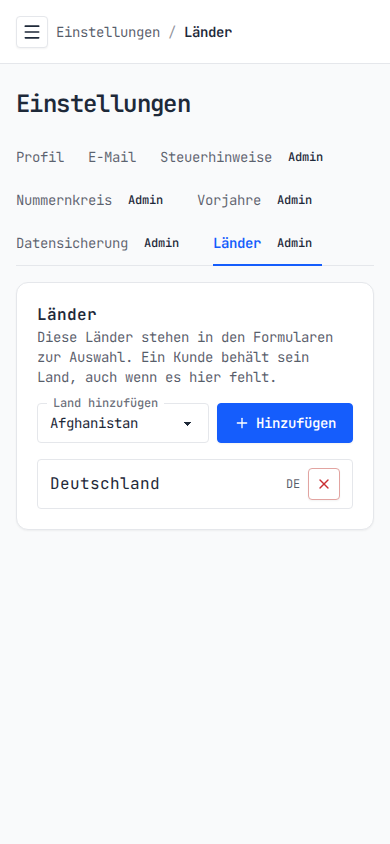 Einstellungen / Länder
Einstellungen
Profil E-Mail Steuerhinweise Admin
Nummernkreis Admin Vorjahre Admin
Datensicherung Admin Länder Admin
Länder
Diese Länder stehen in den Formularen
zur Auswahl. Ein Kunde behält sein
Land, auch wenn es hier fehlt.
Land hinzufügen
Afghanistan
Hinzufügen
Deutschland DE